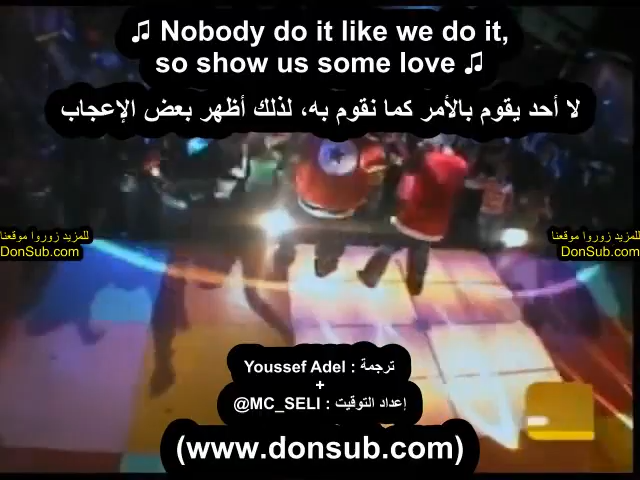 ♫ Nobody do it like we do it,
so show us some love ♫
لا أحد يقوم بالأمر كما نقوم به، لذلك أظهر بعض الإعجاب
للمزيد زوروا موقعنا
DonSub.com
للمزيد زوروا موقعنا
DonSub.com
ترجمة : Youssef Adel
+
إعداد التوقيت : @MC_SELI
(www.donsub.com)